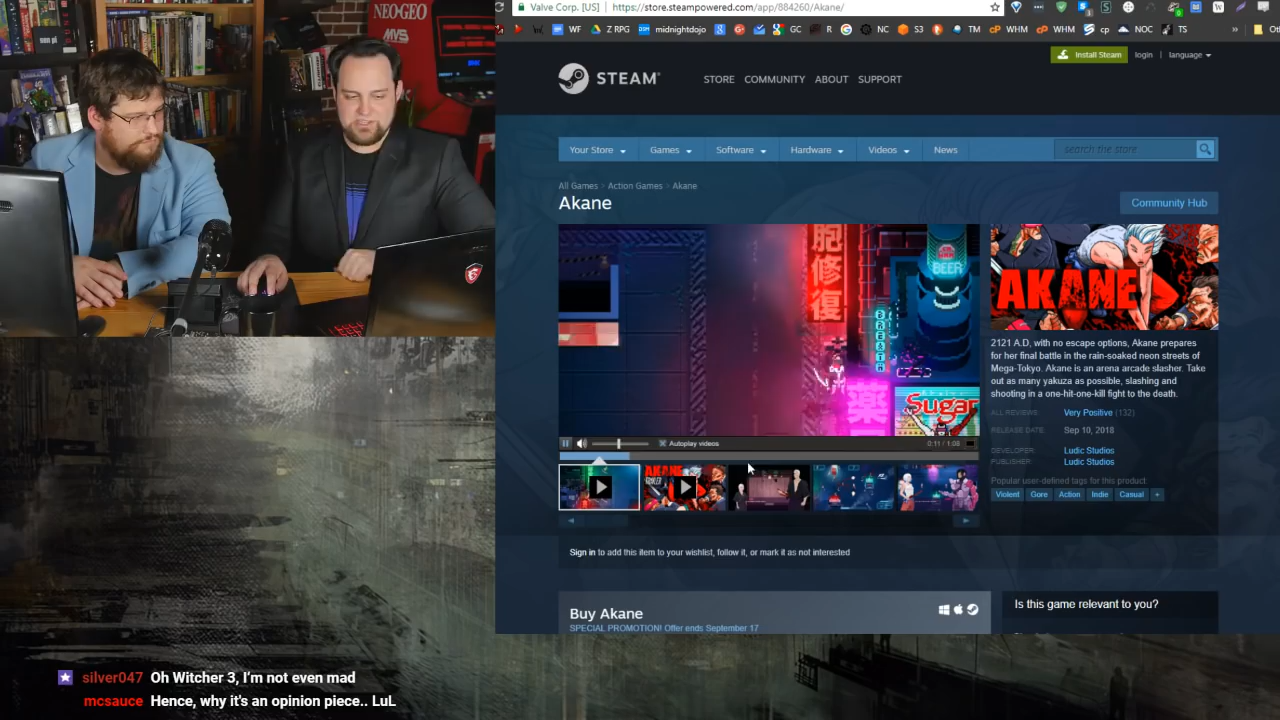 NEO·GEO
MVS
Valve Corp. [US]
https://store.steampowered.com/app/884260/Akane/
WF
Z RPG
midnightdojo
GC
R
NC
S3
TM
WHM
WHM
cp
NOC
TS
»
Install Steam
login | language
STEAM
STORE COMMUNITY ABOUT SUPPORT
Your Store Games Software Hardware Videos News
search the store
All Games > Action Games > Akane
Akane
Community Hub
胞修復
BEER
BREATH
薬
Sugar
AKANE
2121 A.D, with no escape options, Akane prepares
for her final battle in the rain-soaked neon streets of
Mega-Tokyo. Akane is an arena arcade slasher. Take
out as many yakuza as possible, slashing and
shooting in a one-hit-one-kill fight to the death.
ALL REVIEWS: Very Positive (132)
RELEASE DATE: Sep 10, 2018
DEVELOPER: Ludic Studios
PUBLISHER: Ludic Studios
Popular user-defined tags for this product
Violent Gore Action Indie Casual +
Autoplay videos
0:11 / 1:08
AKANE
Sign in to add this item to your wishlist, follow it, or mark it as not interested
Buy Akane
SPECIAL PROMOTION! Offer ends September 17
Is this game relevant to you?
silver047 Oh Witcher 3, I'm not even mad
mcsauce Hence, why it's an opinion piece.. LuL